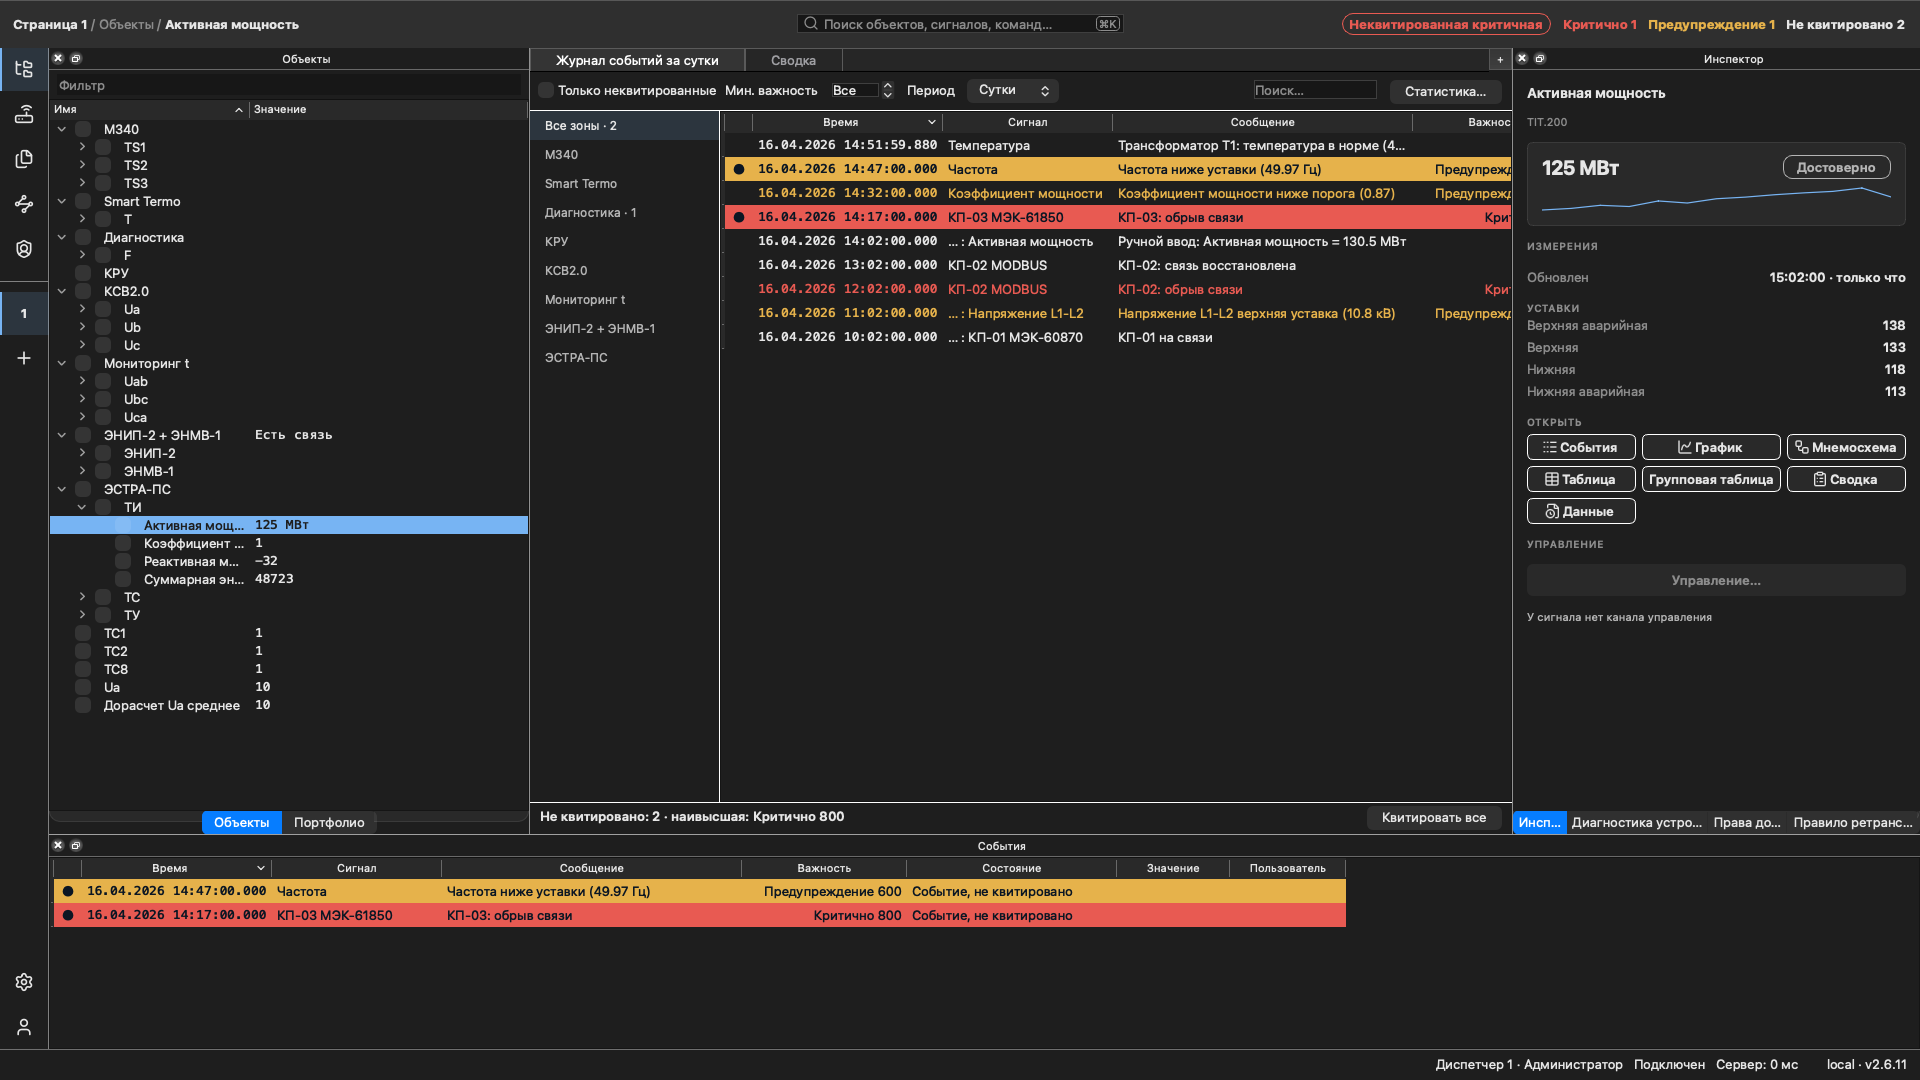 Страница 1 / Объекты / Активная мощность
Поиск объектов, сигналов, команд... ⌘K
Неквитированная критичная Критично 1 Предупреждение 1 Не квитировано 2
Объекты
Фильтр
Имя Значение
М340
TS1
TS2
TS3
Smart Termo
T
Диагностика
F
КРУ
КСВ2.0
Ua
Ub
Uc
Мониторинг t
Uab
Ubc
Uca
ЭНИП-2 + ЭНМВ-1 Есть связь
ЭНИП-2
ЭНМВ-1
ЭСТРА-ПС
ТИ
Активная мощ... 125 МВт
Коэффициент ... 1
Реактивная м... −32
Суммарная эн... 48723
ТС
ТУ
ТС1 1
ТС2 1
ТС8 1
Ua 10
Дорасчет Ua среднее 10
Объекты Портфолио
1
Журнал событий за сутки Сводка +
Только неквитированные Мин. важность Все Период Сутки Поиск... Статистика...
Все зоны · 2
М340
Smart Termo
Диагностика · 1
КРУ
КСВ2.0
Мониторинг t
ЭНИП-2 + ЭНМВ-1
ЭСТРА-ПС
Время Сигнал Сообщение Важнос
16.04.2026 14:51:59.880 Температура Трансформатор Т1: температура в норме (4...
16.04.2026 14:47:00.000 Частота Частота ниже уставки (49.97 Гц) Предупрежд
16.04.2026 14:32:00.000 Коэффициент мощности Коэффициент мощности ниже порога (0.87) Предупрежд
16.04.2026 14:17:00.000 КП-03 МЭК-61850 КП-03: обрыв связи Крит
16.04.2026 14:02:00.000 ... : Активная мощность Ручной ввод: Активная мощность = 130.5 МВт
16.04.2026 13:02:00.000 КП-02 MODBUS КП-02: связь восстановлена
16.04.2026 12:02:00.000 КП-02 MODBUS КП-02: обрыв связи Крит
16.04.2026 11:02:00.000 ... : Напряжение L1-L2 Напряжение L1-L2 верхняя уставка (10.8 кВ) Предупрежд
16.04.2026 10:02:00.000 ... : КП-01 МЭК-60870 КП-01 на связи
Не квитировано: 2 · наивысшая: Критично 800 Квитировать все
Инспектор
Активная мощность
TIT.200
125 МВт Достоверно
ИЗМЕРЕНИЯ
Обновлен 15:02:00 · только что
УСТАВКИ
Верхняя аварийная 138
Верхняя 133
Нижняя 118
Нижняя аварийная 113
ОТКРЫТЬ
События График Мнемосхема
Таблица Групповая таблица Сводка
Данные
УПРАВЛЕНИЕ
Управление...
У сигнала нет канала управления
Инсп... Диагностика устро... Права до... Правило ретранс...
События
Время Сигнал Сообщение Важность Состояние Значение Пользователь
16.04.2026 14:47:00.000 Частота Частота ниже уставки (49.97 Гц) Предупреждение 600 Событие, не квитировано
16.04.2026 14:17:00.000 КП-03 МЭК-61850 КП-03: обрыв связи Критично 800 Событие, не квитировано
Диспетчер 1 · Администратор Подключен Сервер: 0 мс local · v2.6.11